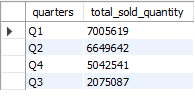 quarters total_sold_quantity
Q1 7005619
Q2 6649642
Q4 5042541
Q3 2075087